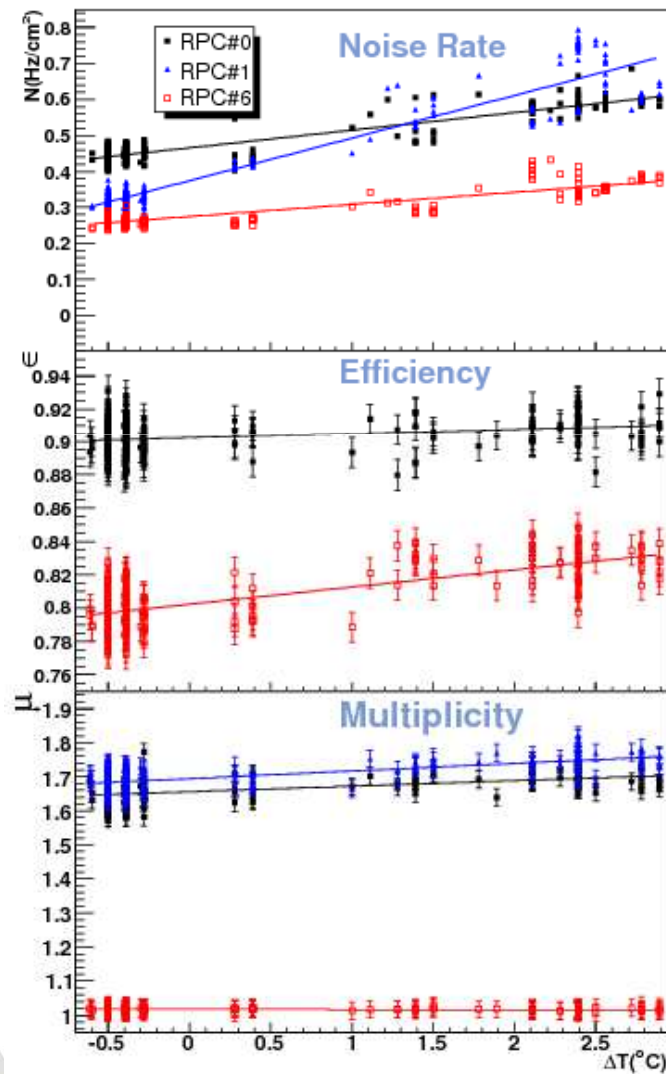 N(Hz/cm²)
0.8
0.7
0.6
0.5
0.4
0.3
0.2
0.1
0
RPC#0
RPC#1
RPC#6
Noise Rate
ϵ
0.94
0.92
0.9
0.88
0.86
0.84
0.82
0.8
0.78
0.76
Efficiency
μ
1.9
1.8
1.7
1.6
1.5
1.4
1.3
1.2
1.1
1
Multiplicity
-0.5 0 0.5 1 1.5 2 2.5
ΔT(°C)